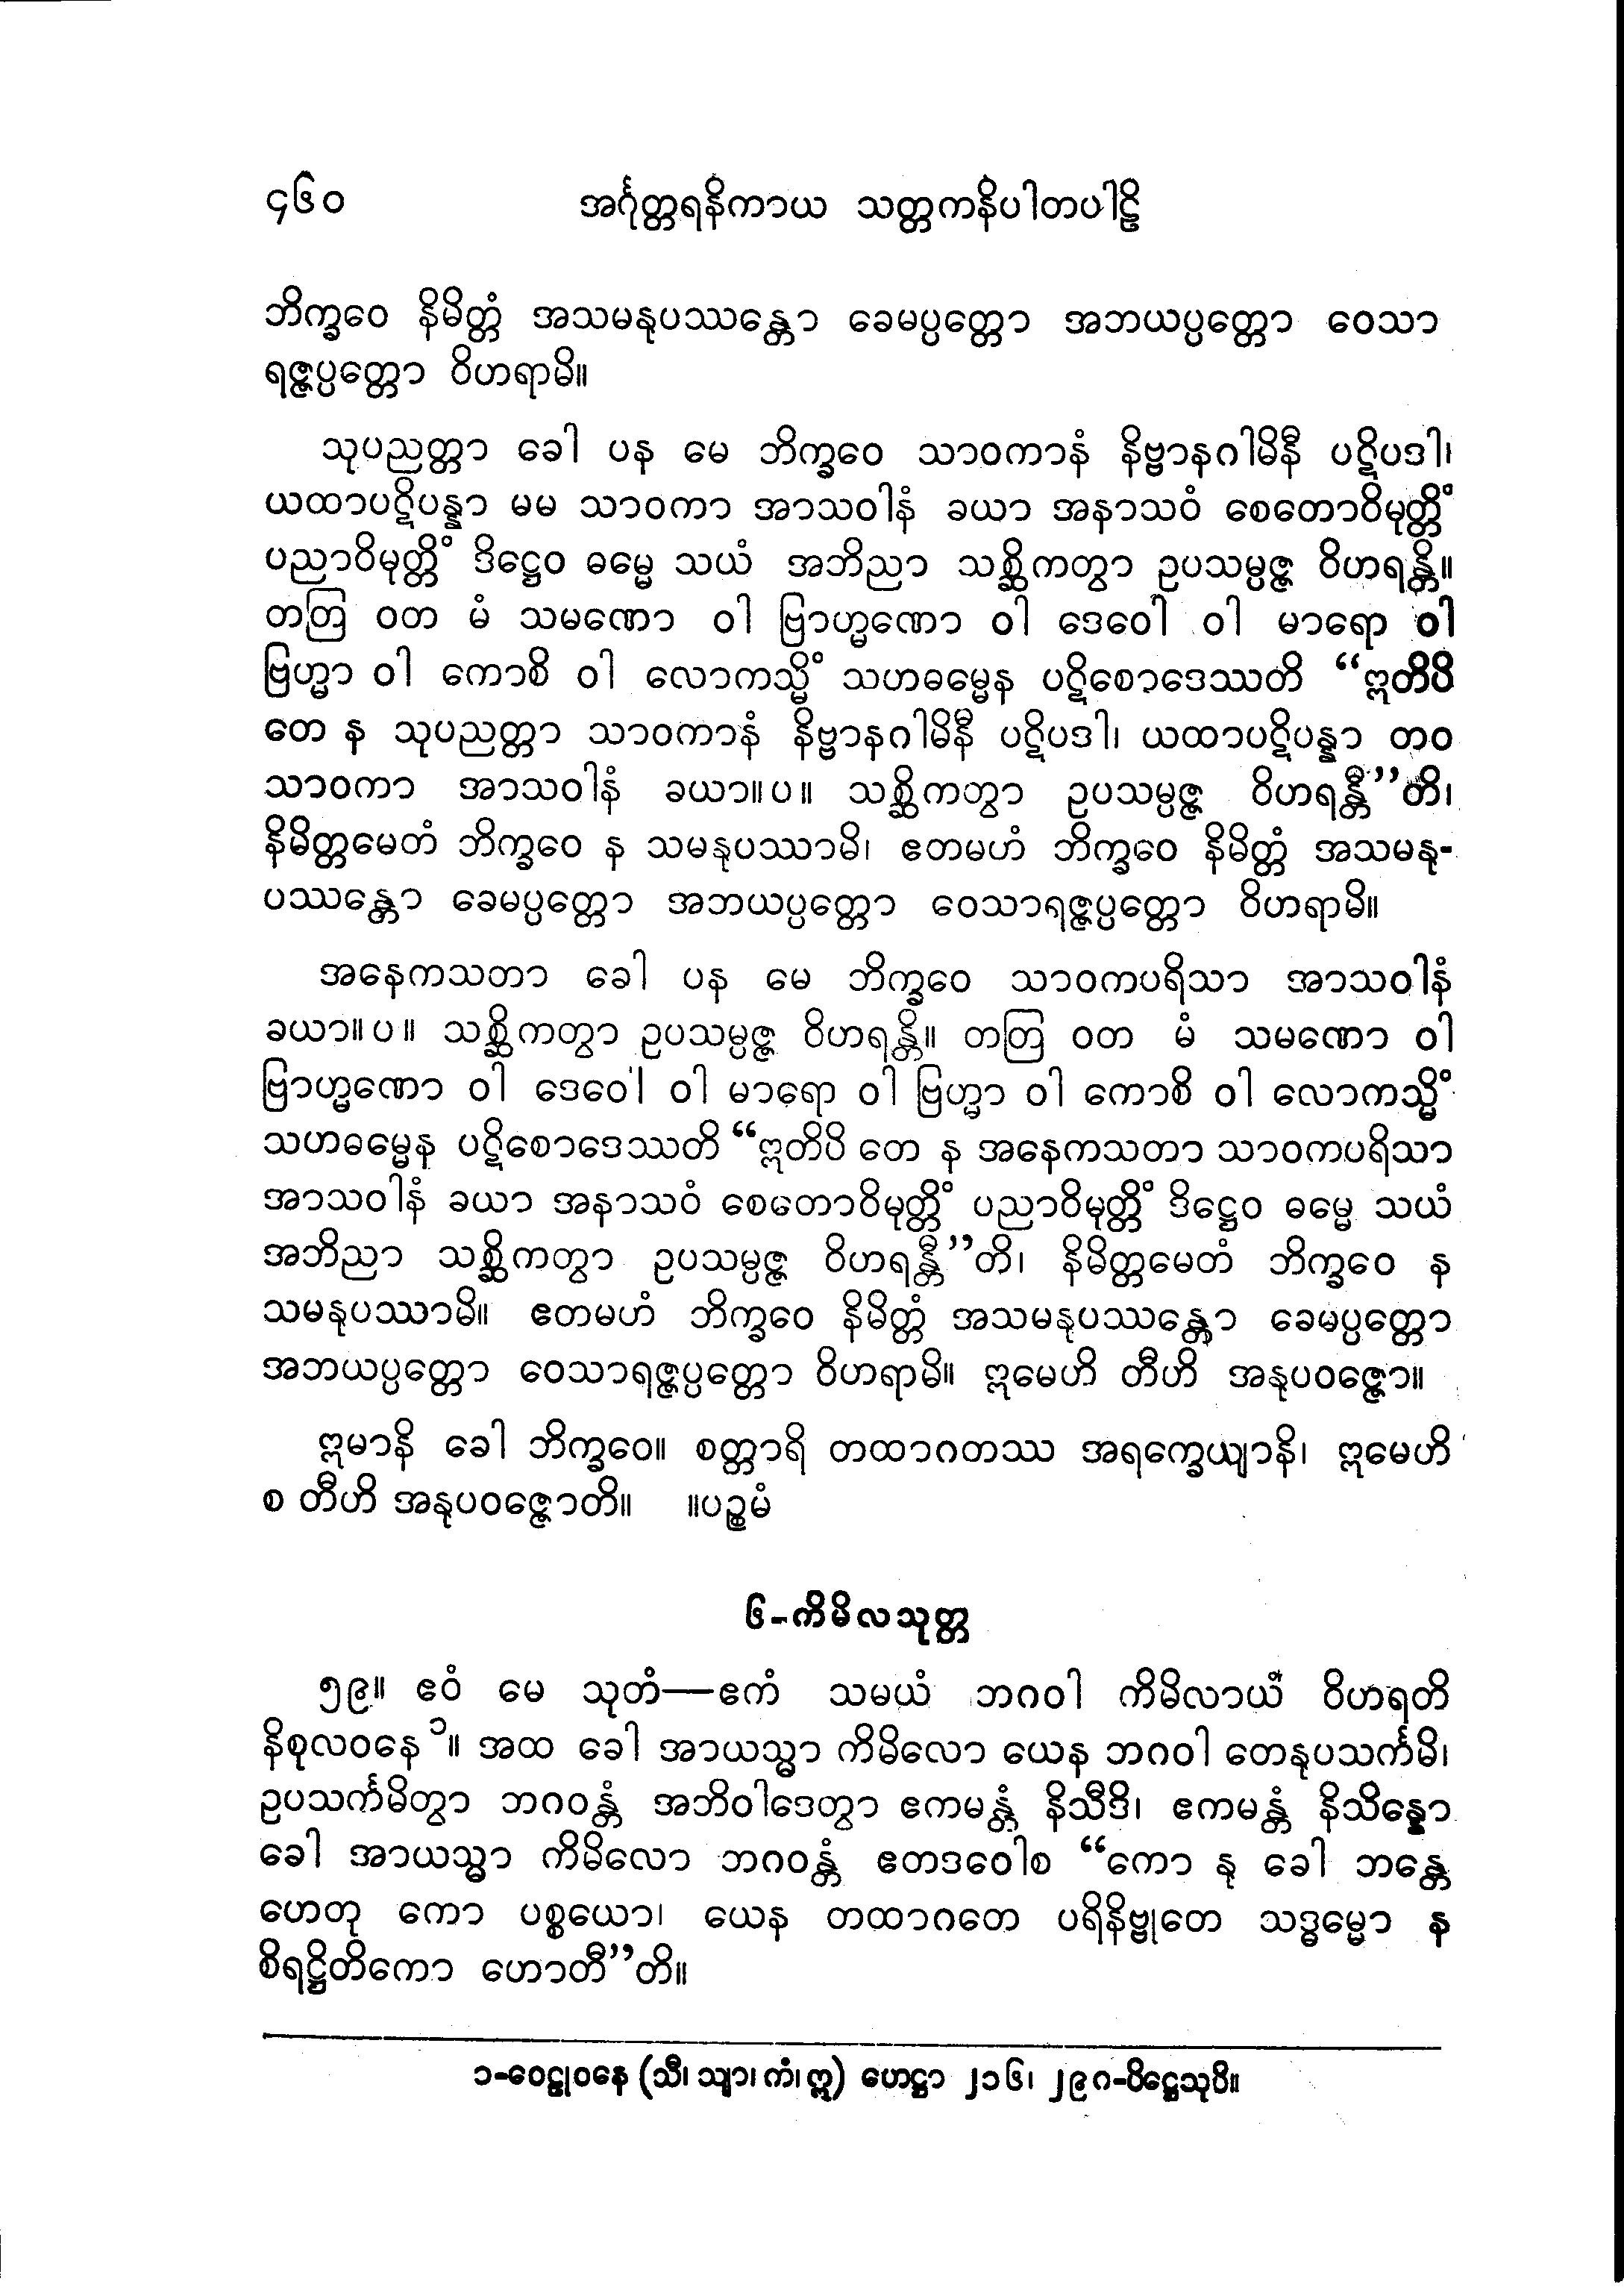 ၄၆၀ အင်္ဂုတ္တရနိကာယ သတ္တကနိပါတပါဠိ
ဘိက္ခဝေ နိမိတ္တံ အသမနုပဿန္တော ခေမပ္ပတ္တော အဘယပ္ပတ္တော ဝေသာ
ရဇ္ဇပ္ပတ္တော ဝိဟရာမိ။
သုပညတ္တာ ခေါ ပန မေ ဘိက္ခဝေ သာဝကာနံ နိဗ္ဗာနဂါမိနီ ပဋိပဒါ၊
ယထာပဋိပန္နာ မမ သာဝကာ အာသဝါနံ ခယာ အနာသဝံ စေတောဝိမုတ္တိံ
ပညာဝိမုတ္တိံ ဒိဋ္ဌေဝ ဓမ္မေ သယံ အဘိညာ သစ္ဆိကတွာ ဥပသမ္ပဇ္ဇ ဝိဟရန္တိ။
တတြ ဝတ မံ သမဏော ဝါ ဗြာဟ္မဏော ဝါ ဒေဝေါ ဝါ မာရော ဝါ
ဗြဟ္မာ ဝါ ကောစိ ဝါ လောကသ္မိံ သဟဓမ္မေန ပဋိစောဒေဿတိ “ဣတိပိ
တေ န သုပညတ္တာ သာဝကာနံ နိဗ္ဗာနဂါမိနီ ပဋိပဒါ၊ ယထာပဋိပန္နာ တဝ
သာဝကာ အာသဝါနံ ခယာ။ပ။ သစ္ဆိကတွာ ဥပသမ္ပဇ္ဇ ဝိဟရန္တီ”တိ၊
နိမိတ္တမေတံ ဘိက္ခဝေ န သမနုပဿာမိ၊ ဧတမဟံ ဘိက္ခဝေ နိမိတ္တံ အသမနု-
ပဿန္တော ခေမပ္ပတ္တော အဘယပ္ပတ္တော ဝေသာရဇ္ဇပ္ပတ္တော ဝိဟရာမိ။
အနေကသတာ ခေါ ပန မေ ဘိက္ခဝေ သာဝကပရိသာ အာသဝါနံ
ခယာ။ပ။ သစ္ဆိကတွာ ဥပသမ္ပဇ္ဇ ဝိဟရန္တိ။ တတြ ဝတ မံ သမဏော ဝါ
ဗြာဟ္မဏော ဝါ ဒေဝေါ ဝါ မာရော ဝါ ဗြဟ္မာ ဝါ ကောစိ ဝါ လောကသ္မိံ
သဟဓမ္မေန ပဋိစောဒေဿတိ “ဣတိပိ တေ န အနေကသတာ သာဝကပရိသာ
အာသဝါနံ ခယာ အနာသဝံ စေတောဝိမုတ္တိံ ပညာဝိမုတ္တိံ ဒိဋ္ဌေဝ ဓမ္မေ သယံ
အဘိညာ သစ္ဆိကတွာ ဥပသမ္ပဇ္ဇ ဝိဟရန္တီ”တိ၊ နိမိတ္တမေတံ ဘိက္ခဝေ န
သမနုပဿာမိ။ ဧတမဟံ ဘိက္ခဝေ နိမိတ္တံ အသမနုပဿန္တော ခေမပ္ပတ္တော
အဘယပ္ပတ္တော ဝေသာရဇ္ဇပ္ပတ္တော ဝိဟရာမိ။ ဣမေဟိ တီဟိ အနုပဝဇ္ဇော။
ဣမာနိ ခေါ ဘိက္ခဝေ။ စတ္တာရိ တထာဂတဿ အရက္ခေယျာနိ၊ ဣမေဟိ
စ တီဟိ အနုပဝဇ္ဇောတိ။ ။ပဉ္စမံ
၆-ကိမိလသုတ္တ
၅၉။ ဧဝံ မေ သုတံ—ဧကံ သမယံ ဘဂဝါ ကိမိလာယံ ဝိဟရတိ
နိစုလဝနေ၁။ အထ ခေါ အာယသ္မာ ကိမိလော ယေန ဘဂဝါ တေနုပသင်္ကမိ၊
ဥပသင်္ကမိတွာ ဘဂဝန္တံ အဘိဝါဒေတွာ ဧကမန္တံ နိသီဒိ၊ ဧကမန္တံ နိသိန္နော
ခေါ အာယသ္မာ ကိမိလော ဘဂဝန္တံ ဧတဒဝေါစ “ကော နု ခေါ ဘန္တေ
ဟေတု ကော ပစ္စယော၊ ယေန တထာဂတေ ပရိနိဗ္ဗုတေ သဒ္ဓမ္မော န
စိရဋ္ဌိတိကော ဟောတီ”တိ။
၁-ဝေဠုဝနေ (သီ၊ သျာ၊ ကံ၊ ဣ) ဟေဋ္ဌာ ၂၁၆၊ ၂၉၇-ပိဋ္ဌေသုပိ။